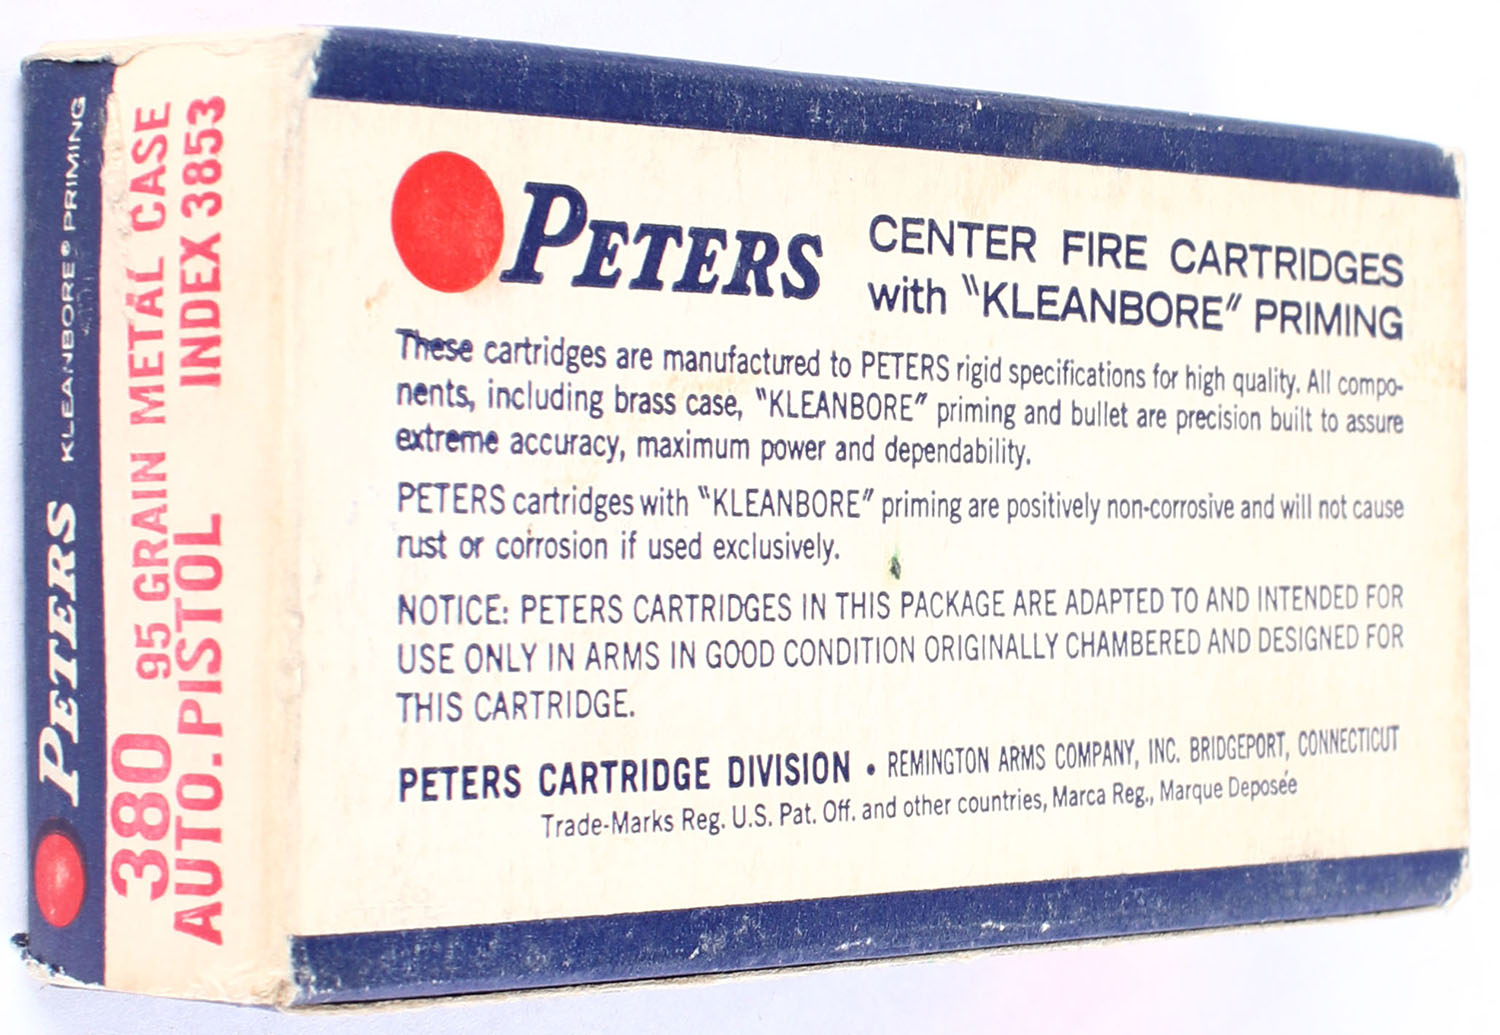 PETERS KLEANBORE® PRIMING
380 95 GRAIN METAL CASE
AUTO. PISTOL INDEX 3853
PETERS
CENTER FIRE CARTRIDGES
with "KLEANBORE" PRIMING
These cartridges are manufactured to PETERS rigid specifications for high quality. All compo-
nents, including brass case, "KLEANBORE" priming and bullet are precision built to assure
extreme accuracy, maximum power and dependability.
PETERS cartridges with "KLEANBORE" priming are positively non-corrosive and will not cause
rust or corrosion if used exclusively.
NOTICE: PETERS CARTRIDGES IN THIS PACKAGE ARE ADAPTED TO AND INTENDED FOR
USE ONLY IN ARMS IN GOOD CONDITION ORIGINALLY CHAMBERED AND DESIGNED FOR
THIS CARTRIDGE.
PETERS CARTRIDGE DIVISION • REMINGTON ARMS COMPANY, INC. BRIDGEPORT, CONNECTICUT
Trade-Marks Reg. U.S. Pat. Off. and other countries, Marca Reg., Marque Deposée